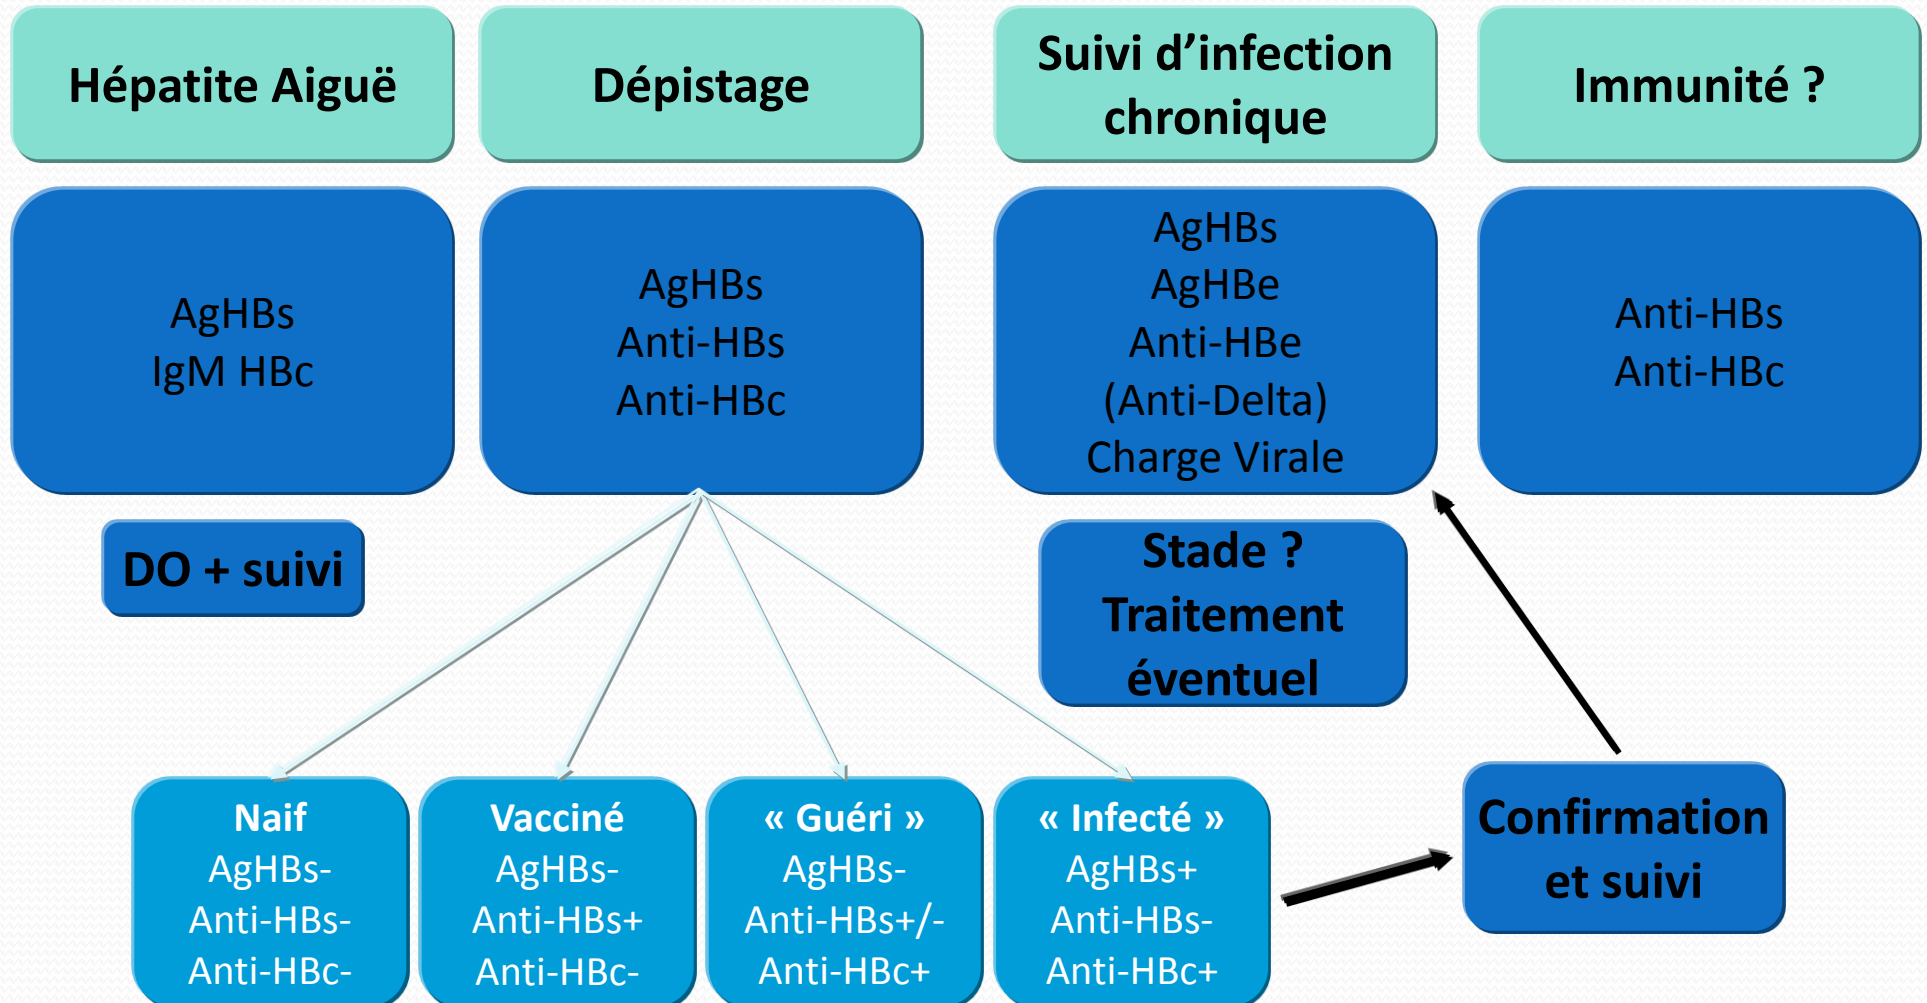 Hépatite Aiguë
Dépistage
Suivi d’infection
chronique
Immunité ?
AgHBs
IgM HBc
AgHBs
Anti-HBs
Anti-HBc
AgHBs
AgHBe
Anti-HBe
(Anti-Delta)
Charge Virale
Anti-HBs
Anti-HBc
DO + suivi
Stade ?
Traitement
éventuel
Naif
AgHBs-
Anti-HBs-
Anti-HBc-
Vacciné
AgHBs-
Anti-HBs+
Anti-HBc-
« Guéri »
AgHBs-
Anti-HBs+/-
Anti-HBc+
« Infecté »
AgHBs+
Anti-HBs-
Anti-HBc+
Confirmation
et suivi